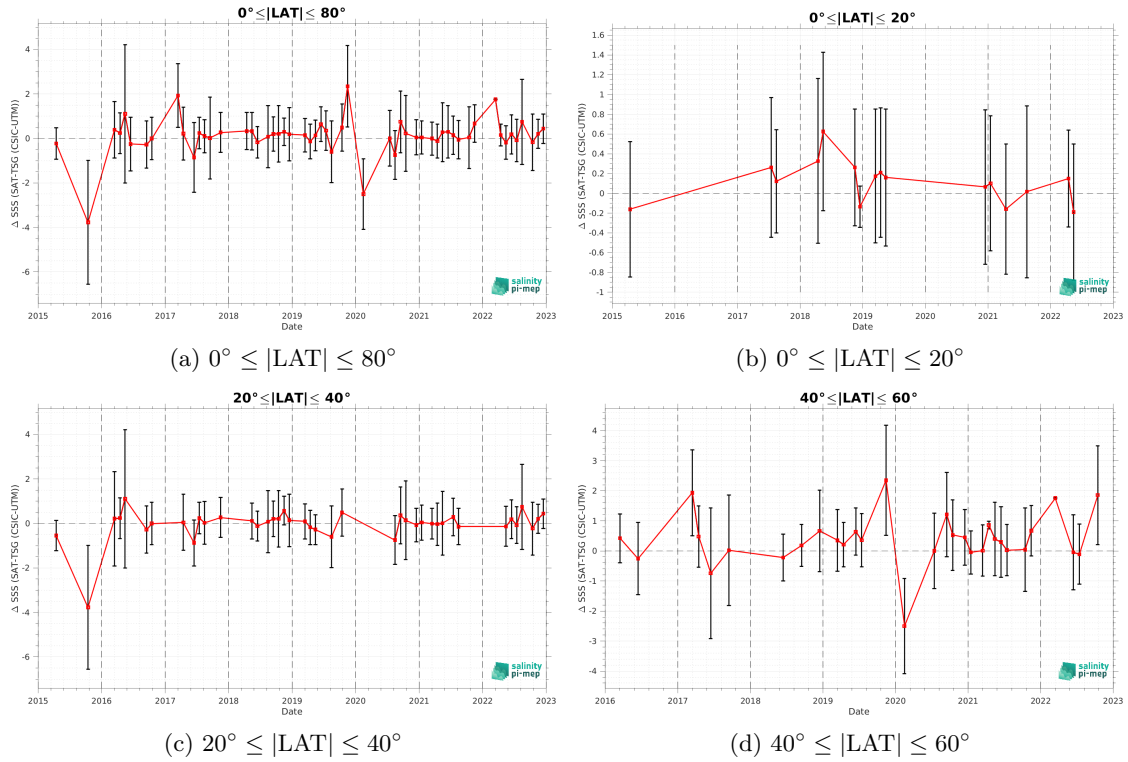 0°≤|LAT|≤ 80°
Δ SSS (SAT-TSG (CSIC-UTM))
4
2
0
-2
-4
-6
2015 2016 2017 2018 2019 2020 2021 2022 2023
Date
salinity
pi-mep
(a) 0° ≤ |LAT| ≤ 80°
0°≤|LAT|≤ 20°
Δ SSS (SAT-TSG (CSIC-UTM))
1.6
1.4
1.2
1
0.8
0.6
0.4
0.2
0
-0.2
-0.4
-0.6
-0.8
-1
2015 2016 2017 2018 2019 2020 2021 2022 2023
Date
salinity
pi-mep
(b) 0° ≤ |LAT| ≤ 20°
20°≤|LAT|≤ 40°
Δ SSS (SAT-TSG (CSIC-UTM))
4
2
0
-2
-4
-6
2015 2016 2017 2018 2019 2020 2021 2022 2023
Date
salinity
pi-mep
(c) 20° ≤ |LAT| ≤ 40°
40°≤|LAT|≤ 60°
Δ SSS (SAT-TSG (CSIC-UTM))
4
3
2
1
0
-1
-2
-3
-4
2016 2017 2018 2019 2020 2021 2022 2023
Date
salinity
pi-mep
(d) 40° ≤ |LAT| ≤ 60°